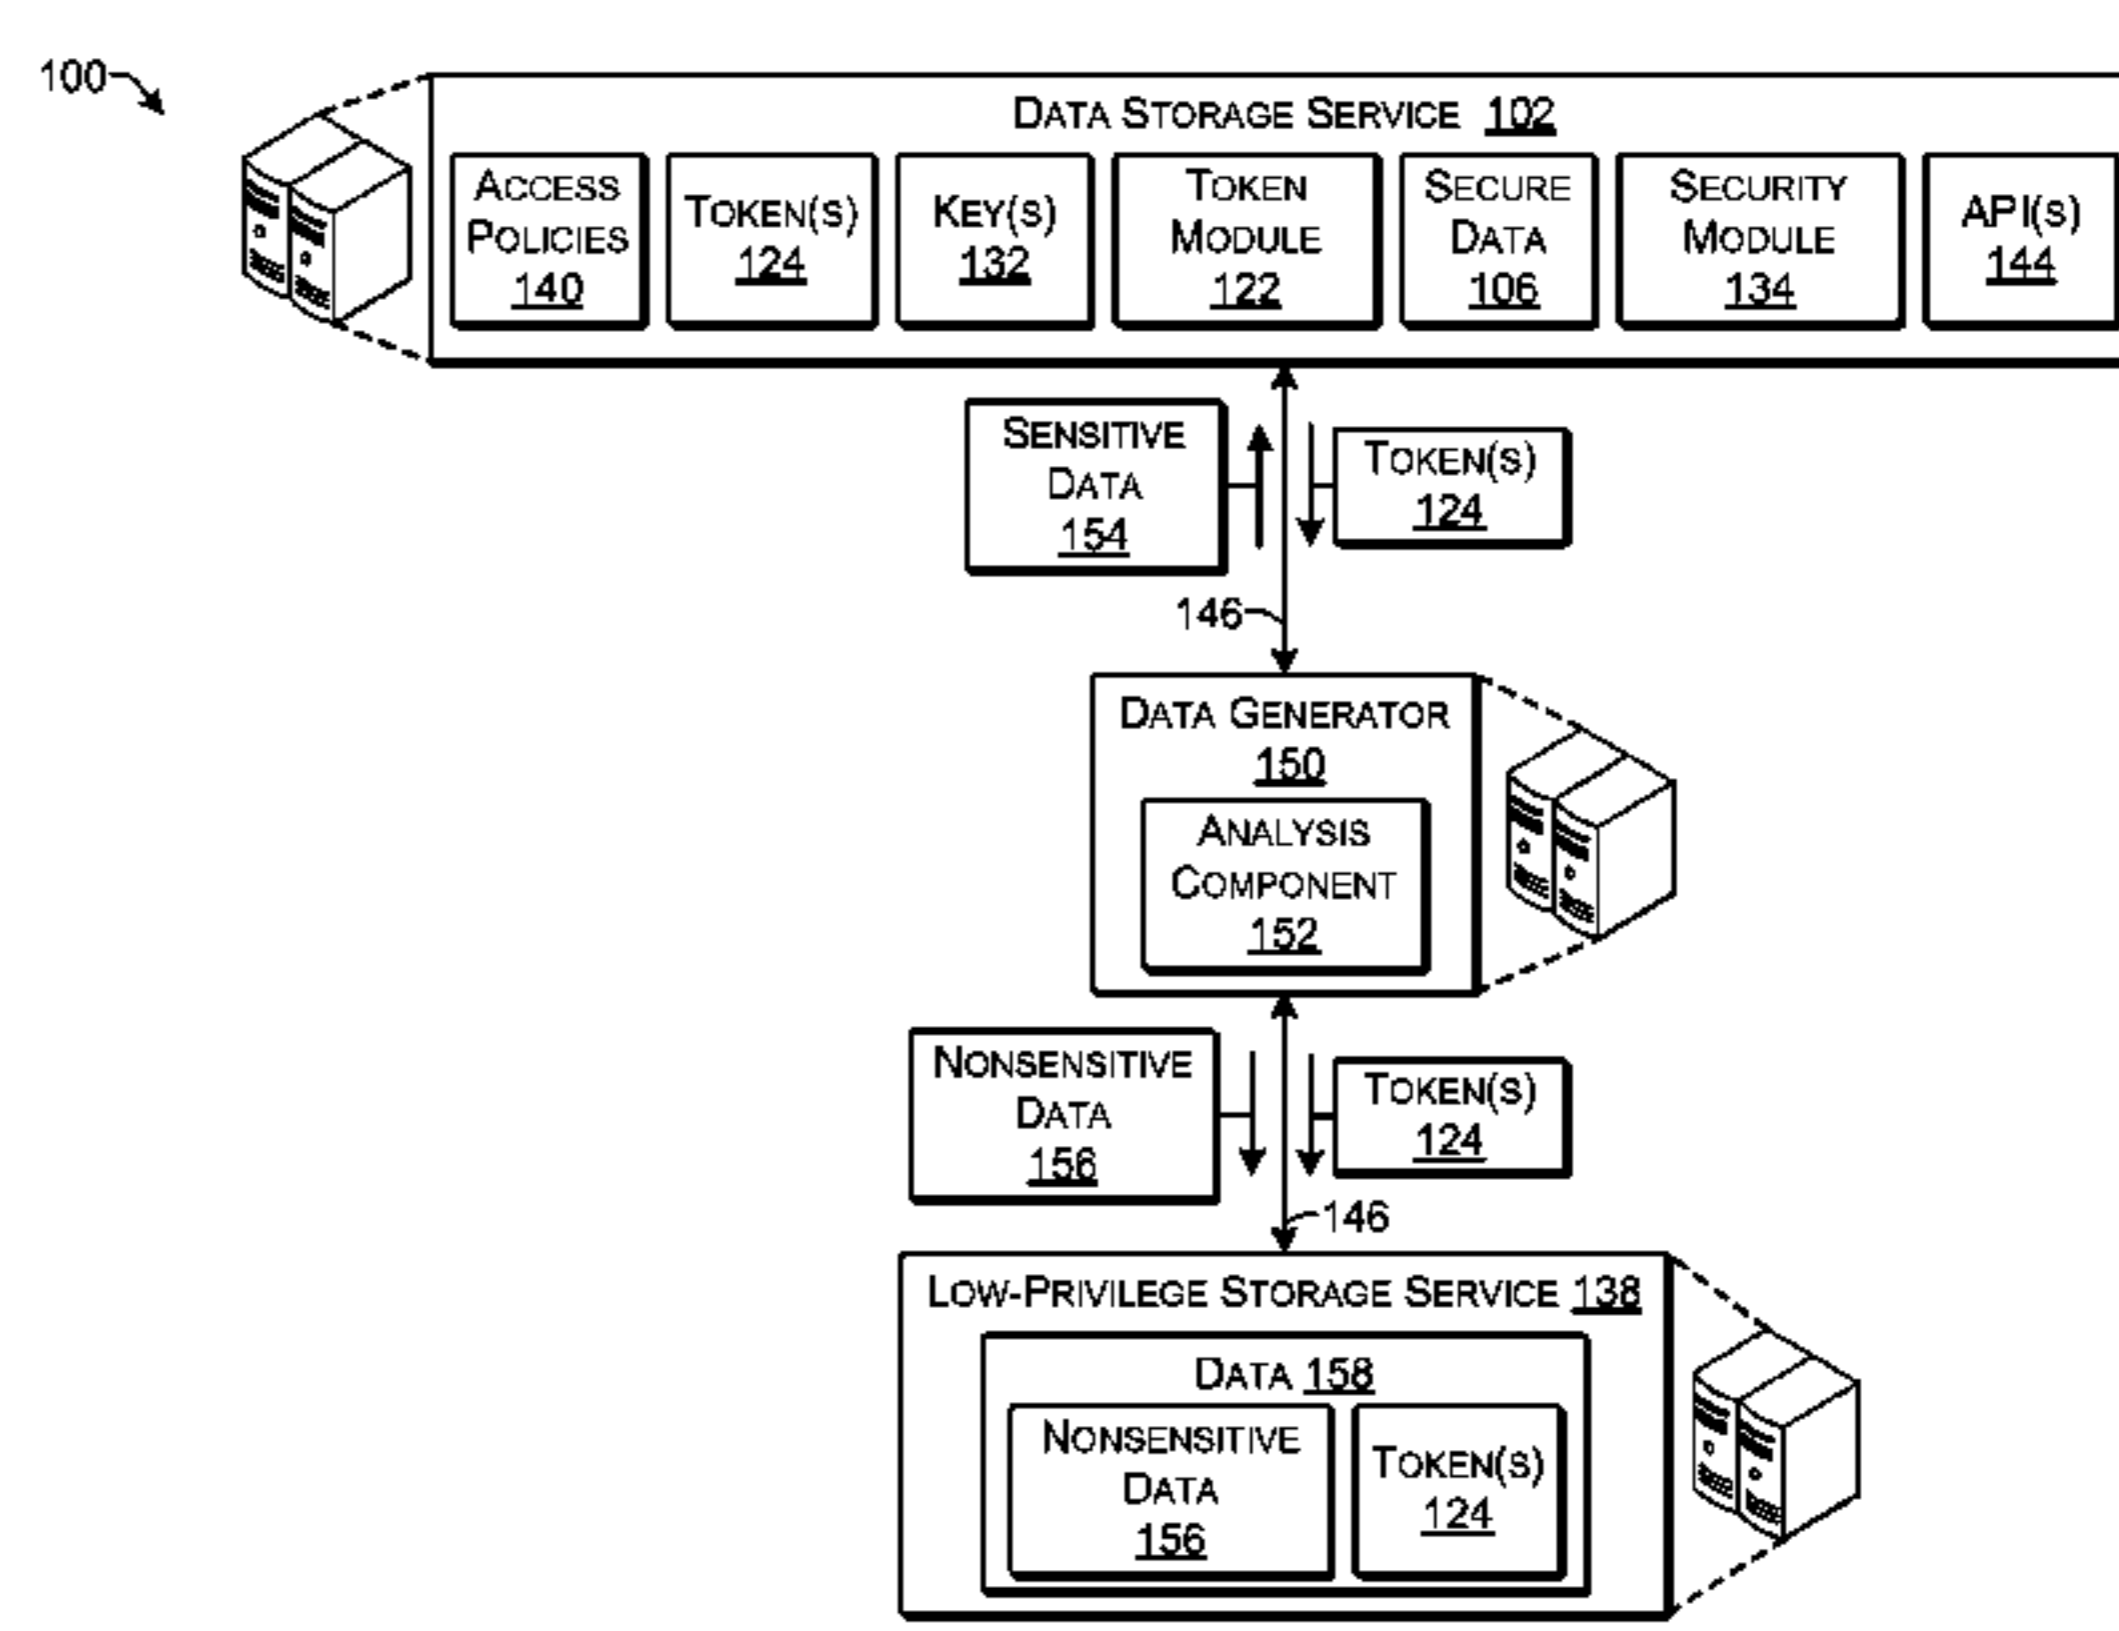 100
DATA STORAGE SERVICE 102
ACCESS
POLICIES
140
TOKEN(S)
124
KEY(S)
132
TOKEN
MODULE
122
SECURE
DATA
106
SECURITY
MODULE
134
API(S)
144
SENSITIVE
DATA
154
TOKEN(S)
124
146
DATA GENERATOR
150
ANALYSIS
COMPONENT
152
NONSENSITIVE
DATA
156
TOKEN(S)
124
146
LOW-PRIVILEGE STORAGE SERVICE 138
DATA 158
NONSENSITIVE
DATA
156
TOKEN(S)
124